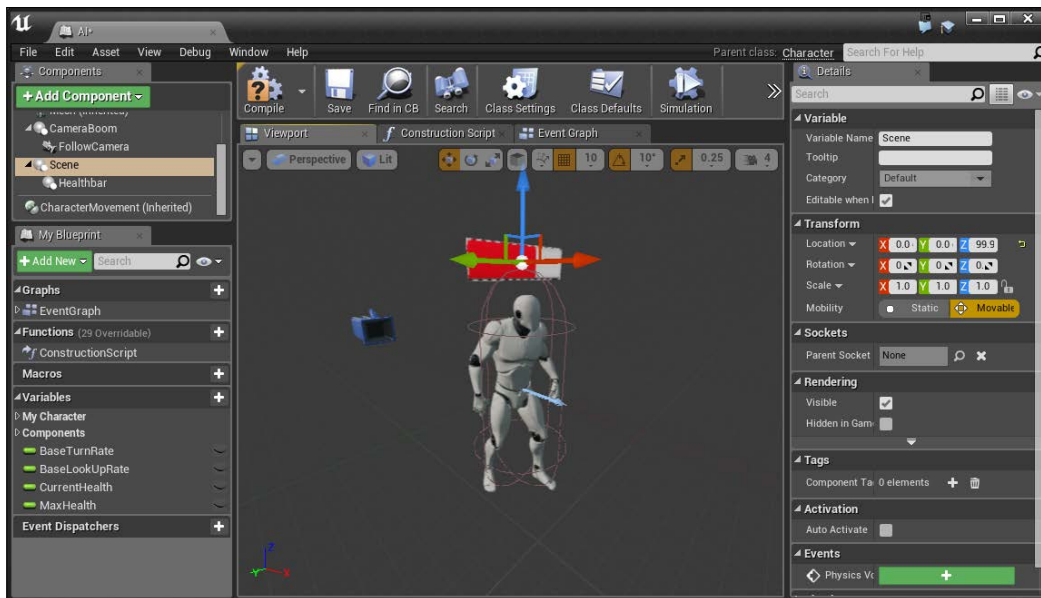 AI*
File Edit Asset View Debug Window Help
Parent class: Character Search For Help
Components
+Add Component
Mesh (Inherited)
CameraBoom
FollowCamera
Scene
Healthbar
CharacterMovement (Inherited)
My Blueprint
+Add New Search
Graphs
EventGraph
Functions (29 Overridable)
ConstructionScript
Macros
Variables
My Character
Components
BaseTurnRate
BaseLookUpRate
CurrentHealth
MaxHealth
Event Dispatchers
Compile Save Find in CB Search Class Settings Class Defaults Simulation
Viewport Construction Script Event Graph
Perspective Lit 10 10° 0.25 4
Z
Y X
Details
Search
Variable
Variable Name Scene
Tooltip
Category Default
Editable when I
Transform
Location X 0.0 Y 0.0 Z 99.9
Rotation X 0. Y 0. Z 0.
Scale X 1.0 Y 1.0 Z 1.0
Mobility Static Movable
Sockets
Parent Socket None
Rendering
Visible
Hidden in Gam
Tags
Component Ta 0 elements
Activation
Auto Activate
Events
Physics Vo